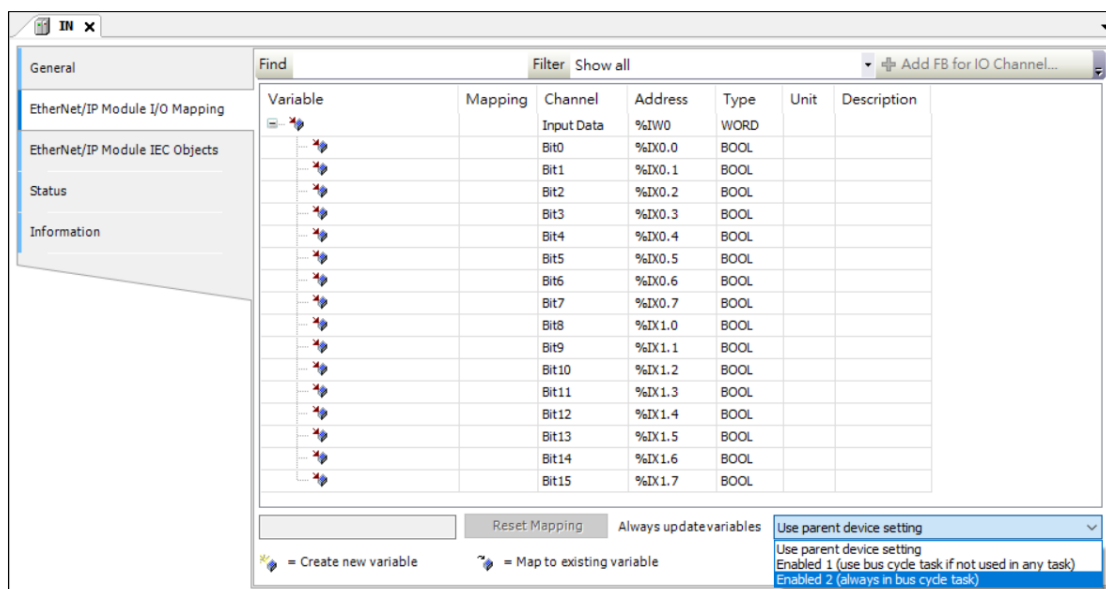 IN
General
EtherNet/IP Module I/O Mapping
EtherNet/IP Module IEC Objects
Status
Information
Find Filter Show all Add FB for IO Channel...
Variable Mapping Channel Address Type Unit Description
Input Data %IW0 WORD
Bit0 %IX0.0 BOOL
Bit1 %IX0.1 BOOL
Bit2 %IX0.2 BOOL
Bit3 %IX0.3 BOOL
Bit4 %IX0.4 BOOL
Bit5 %IX0.5 BOOL
Bit6 %IX0.6 BOOL
Bit7 %IX0.7 BOOL
Bit8 %IX1.0 BOOL
Bit9 %IX1.1 BOOL
Bit10 %IX1.2 BOOL
Bit11 %IX1.3 BOOL
Bit12 %IX1.4 BOOL
Bit13 %IX1.5 BOOL
Bit14 %IX1.6 BOOL
Bit15 %IX1.7 BOOL
Reset Mapping Always update variables Use parent device setting
Use parent device setting
Enabled 1 (use bus cycle task if not used in any task)
Enabled 2 (always in bus cycle task)
= Create new variable = Map to existing variable